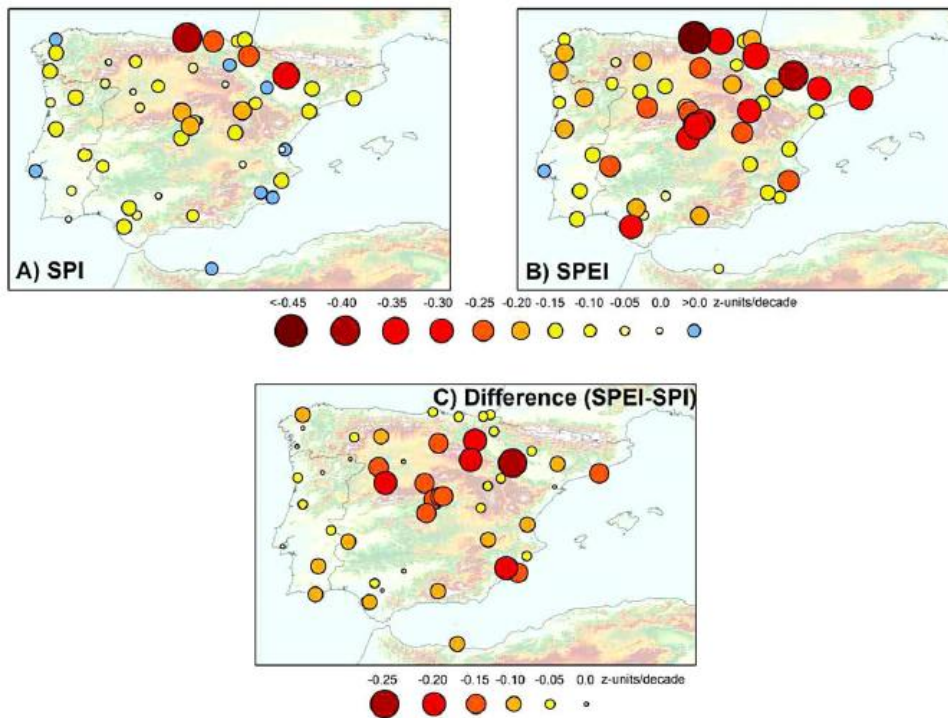 A) SPI
B) SPEI
<-0.45 -0.40 -0.35 -0.30 -0.25 -0.20 -0.15 -0.10 -0.05 0.0 >0.0 z-units/decade
C) Difference (SPEI-SPI)
-0.25 -0.20 -0.15 -0.10 -0.05 0.0 z-units/decade